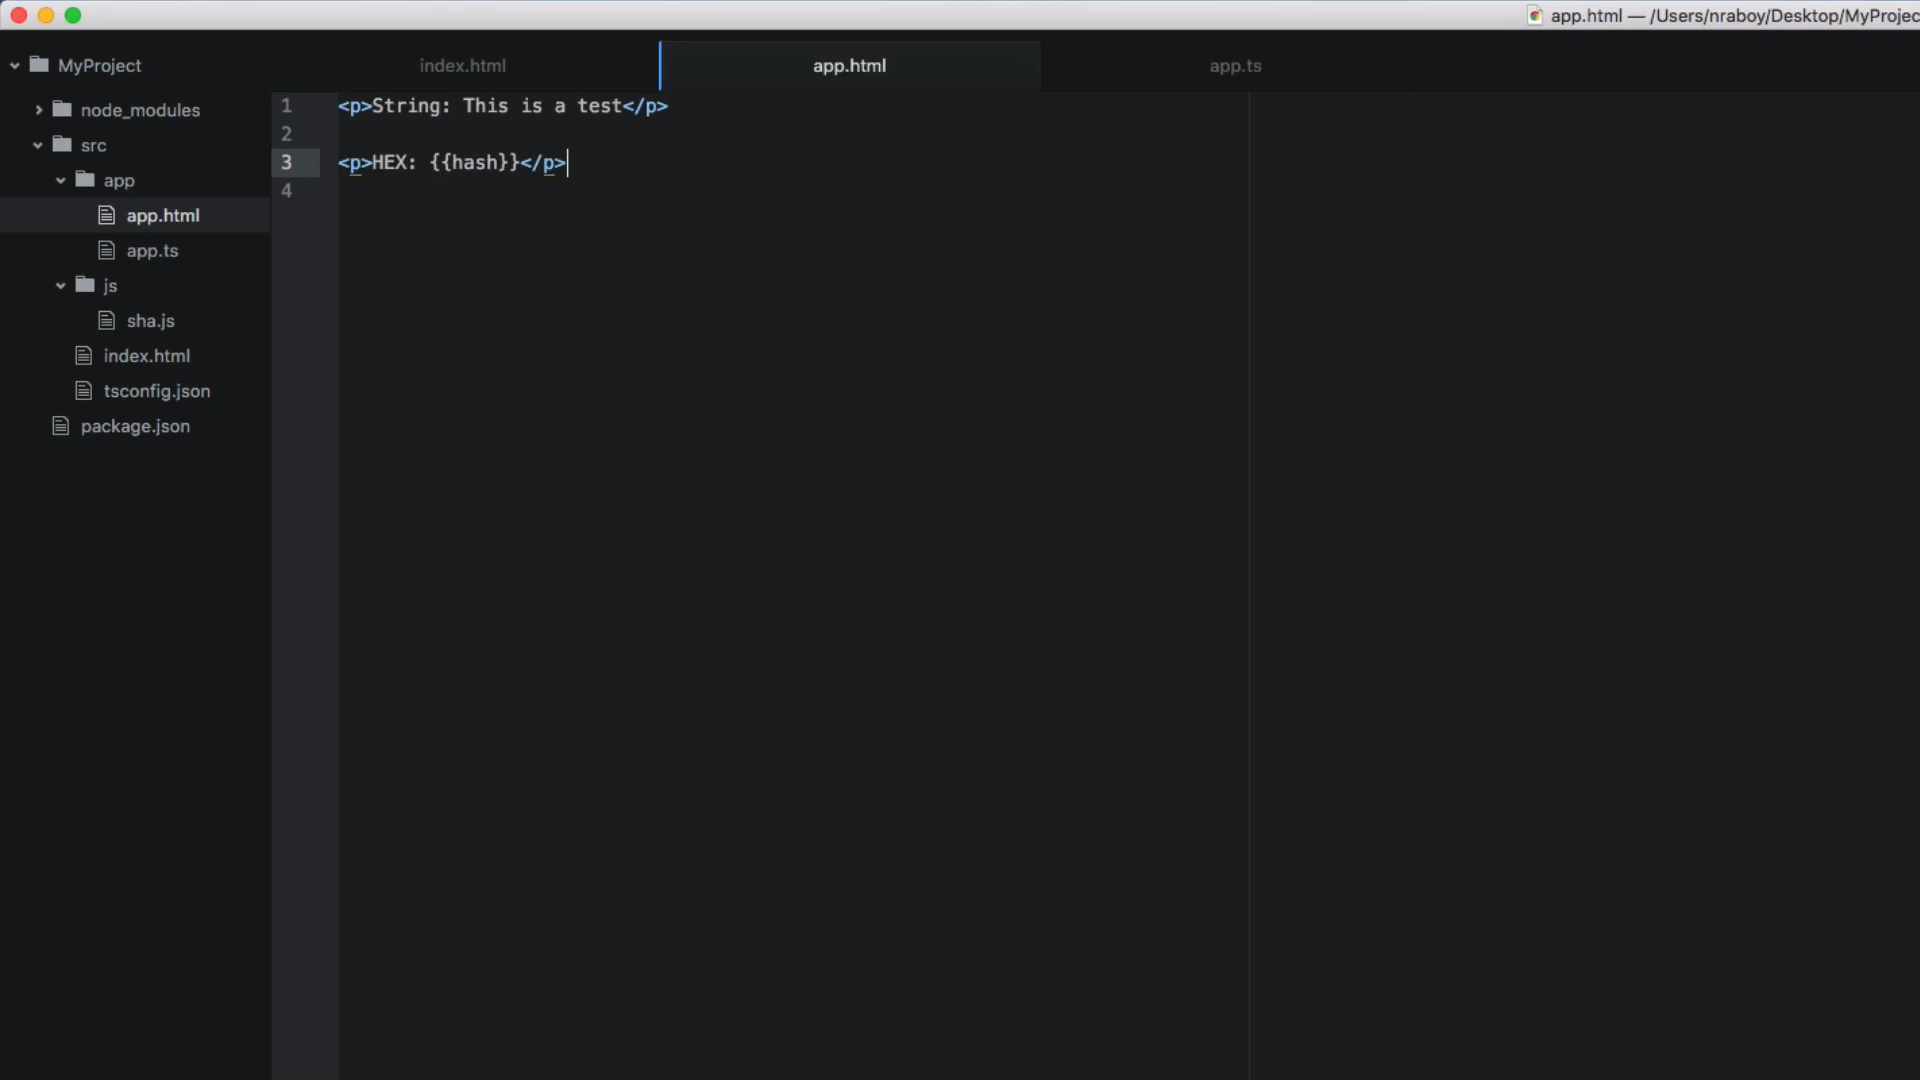 app.html — /Users/nraboy/Desktop/MyProjec
MyProject
node_modules
src
app
app.html
app.ts
js
sha.js
index.html
tsconfig.json
package.json
index.html
app.html
app.ts
1 <p>String: This is a test</p>
2
3 <p>HEX: {{hash}}</p>
4